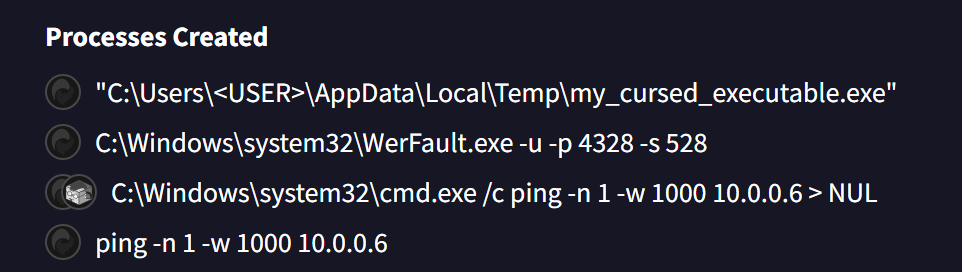 Processes Created
"C:\Users\<USER>\AppData\Local\Temp\my_cursed_executable.exe"
C:\Windows\system32\WerFault.exe -u -p 4328 -s 528
C:\Windows\system32\cmd.exe /c ping -n 1 -w 1000 10.0.0.6 > NUL
ping -n 1 -w 1000 10.0.0.6